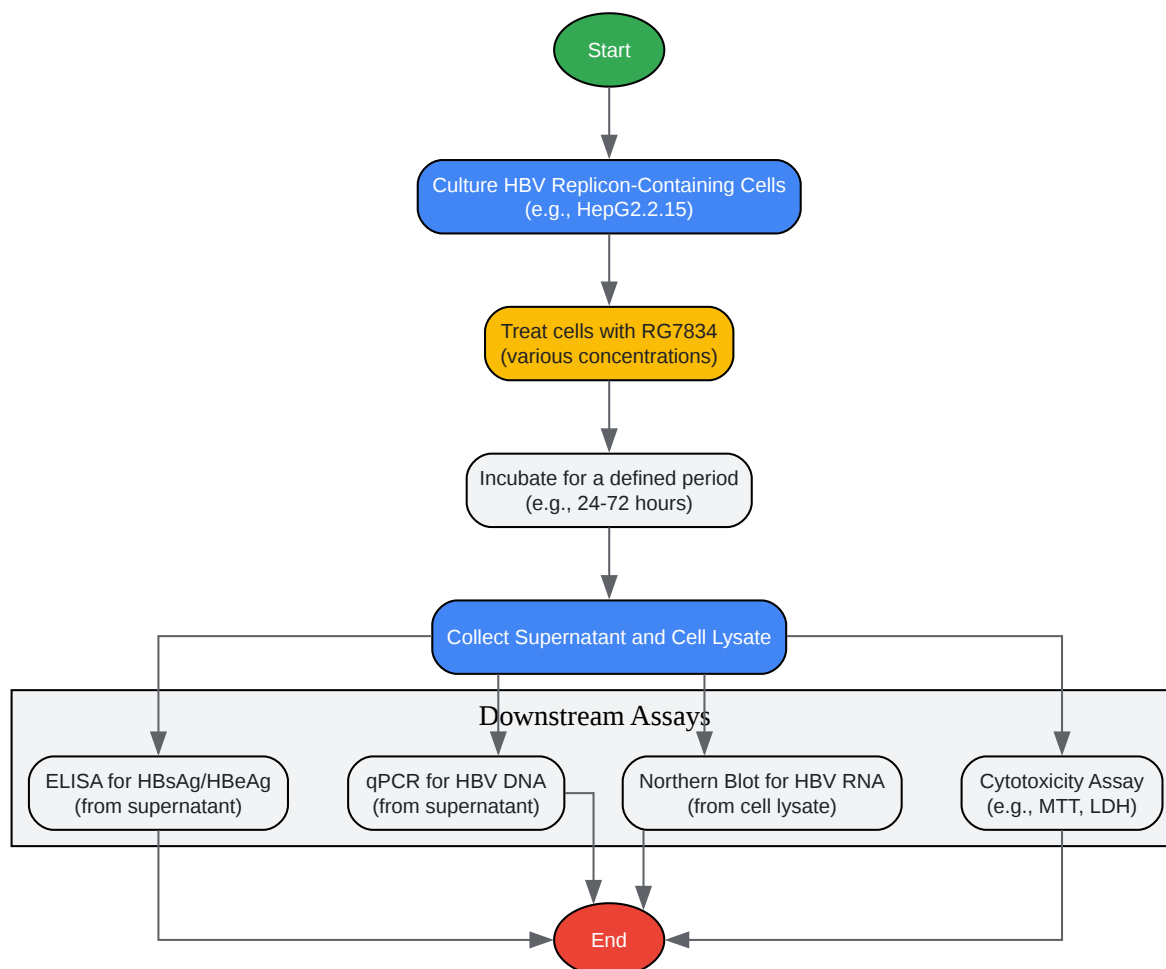 Start
Culture HBV Replicon-Containing Cells
(e.g., HepG2.2.15)
Treat cells with RG7834
(various concentrations)
Incubate for a defined period
(e.g., 24-72 hours)
Collect Supernatant and Cell Lysate
Downstream Assays
ELISA for HBsAg/HBeAg
(from supernatant)
qPCR for HBV DNA
(from supernatant)
Northern Blot for HBV RNA
(from cell lysate)
Cytotoxicity Assay
(e.g., MTT, LDH)
End